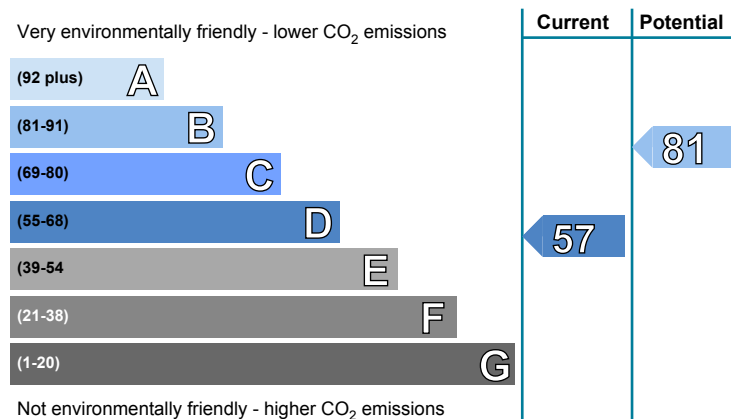 Very environmentally friendly - lower CO₂ emissions
Current
Potential
(92 plus) A
(81-91) B
(69-80) C
(55-68) D
(39-54 E
(21-38) F
(1-20) G
81
57
Not environmentally friendly - higher CO₂ emissions